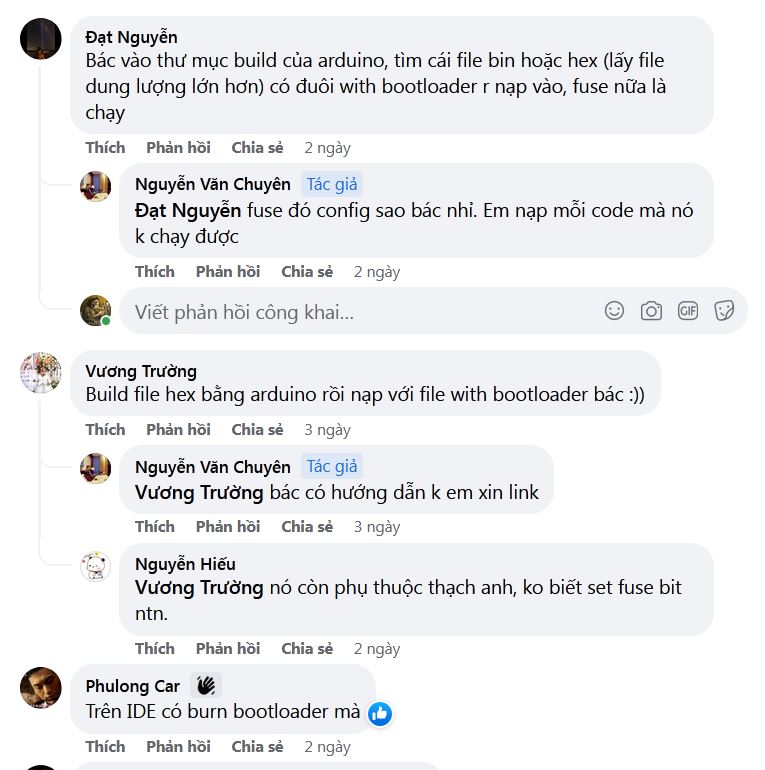 Đạt Nguyễn
Bác vào thư mục build của arduino, tìm cái file bin hoặc hex (lấy file
dung lượng lớn hơn) có đuôi with bootloader r nạp vào, fuse nữa là
chạy
Thích Phản hồi Chia sẻ 2 ngày
Nguyễn Văn Chuyên Tác giả
Đạt Nguyễn fuse đó config sao bác nhỉ. Em nạp mỗi code mà nó
k chạy được
Thích Phản hồi Chia sẻ 2 ngày
Viết phản hồi công khai...
GIF
Vương Trường
Build file hex bằng arduino rồi nạp với file with bootloader bác :))
Thích Phản hồi Chia sẻ 3 ngày
Nguyễn Văn Chuyên Tác giả
Vương Trường bác có hướng dẫn k em xin link
Thích Phản hồi Chia sẻ 3 ngày
Nguyễn Hiếu
Vương Trường nó còn phụ thuộc thạch anh, ko biết set fuse bit
ntn.
Thích Phản hồi Chia sẻ 2 ngày
Phulong Car
Trên IDE có burn bootloader mà
Thích Phản hồi Chia sẻ 2 ngày